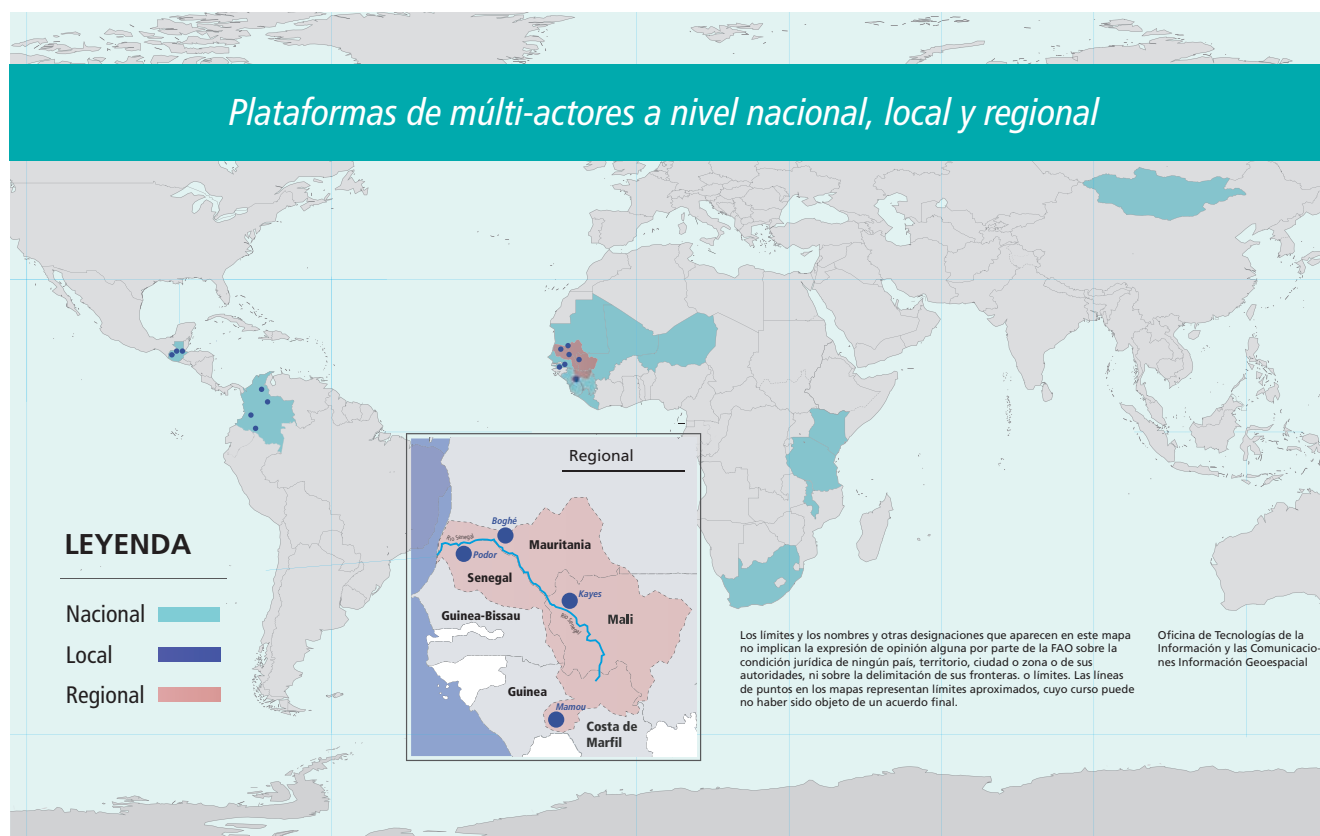 Plataformas de múlti-actores a nivel nacional, local y regional
LEYENDA
Nacional
Local
Regional
Regional
Boghé
Río Senegal
Podor
Mauritania
Senegal
Kayes
Guinea-Bissau
Mali
Río Senegal
Guinea
Mamou
Costa de
Marfil
Los límites y los nombres y otras designaciones que aparecen en este mapa
no implican la expresión de opinión alguna por parte de la FAO sobre la
condición jurídica de ningún país, territorio, ciudad o zona o de sus
autoridades, ni sobre la delimitación de sus fronteras. o límites. Las líneas
de puntos en los mapas representan límites aproximados, cuyo curso puede
no haber sido objeto de un acuerdo final.
Oficina de Tecnologías de la
Información y las Comunicacio-
nes Información Geoespacial